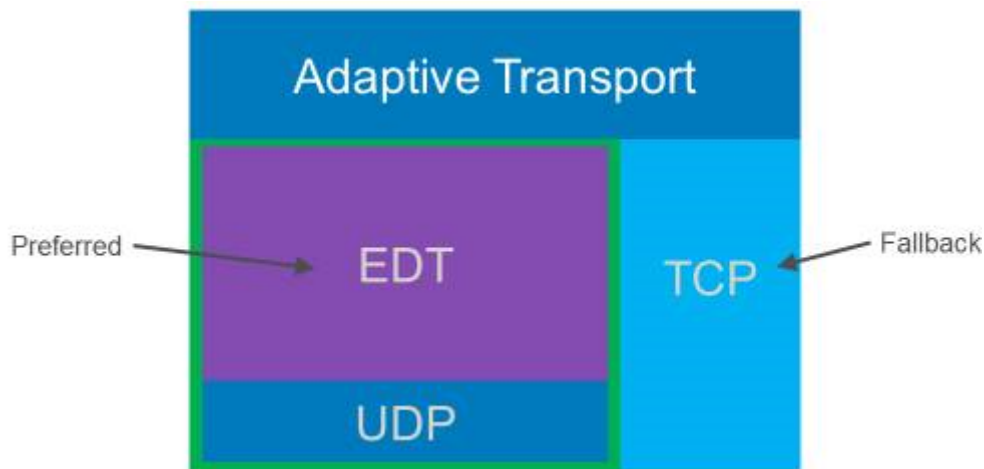 Adaptive Transport
Preferred
EDT
TCP
Fallback
UDP